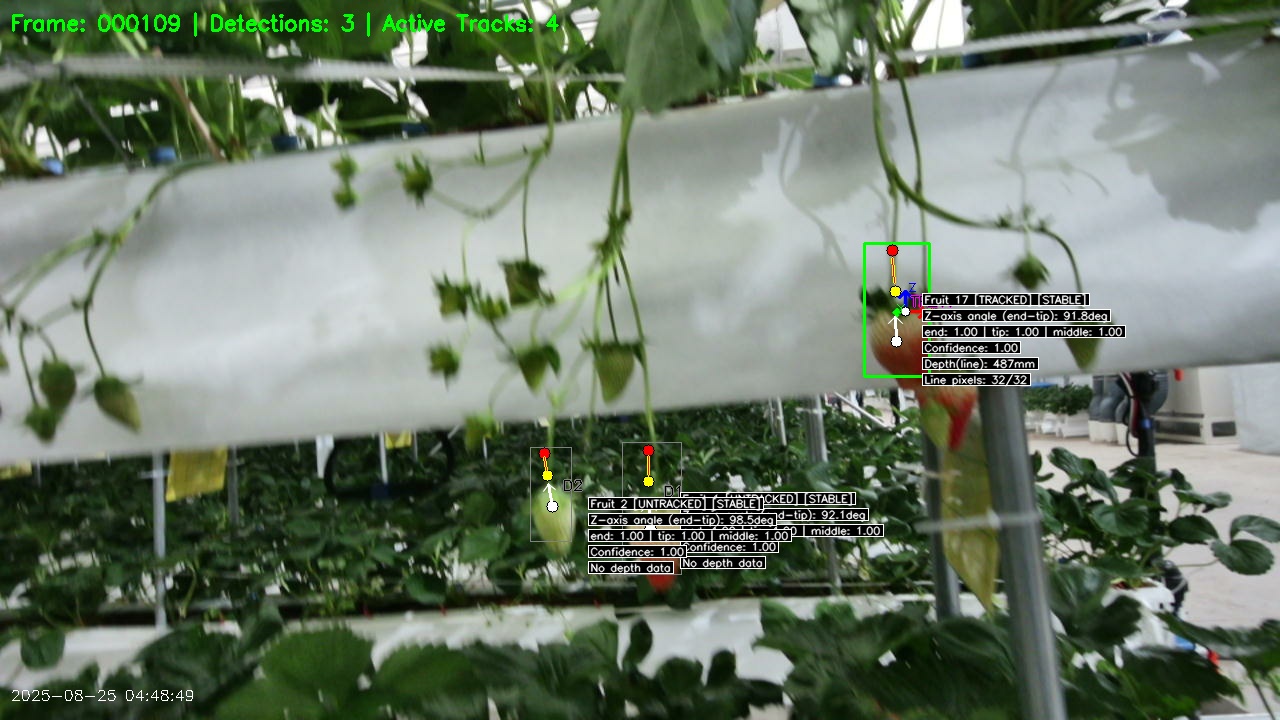 Frame: 000109 | Detections: 3 | Active Tracks: 4
Z
Fruit 17 [TRACKED] [STABLE]
Z-axis angle (end-tip): 91.8deg
end: 1.00 | tip: 1.00 | middle: 1.00
Confidence: 1.00
Depth(line): 487mm
Line pixels: 32/32
D2
D1
Fruit 2 [UNTRACKED] [STABLE]
Z-axis angle (end-tip): 98.5deg
end: 1.00 | tip: 1.00 | middle: 1.00
Confidence: 1.00
No depth data
[STABLE]
92.1deg
middle: 1.00
Confidence: 1.00
No depth data
2025-08-25 04:48:49